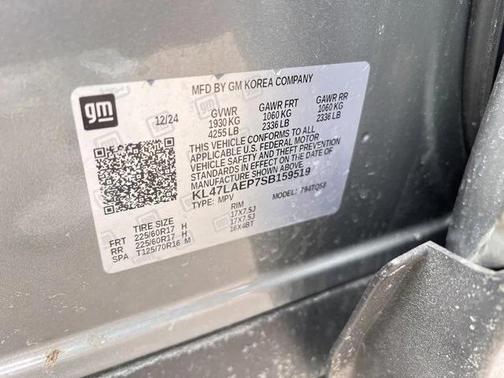 MFD BY GM KOREA COMPANY
gm
12/24 GVWR GAWR FRT GAWR RR
1930 KG 1060 KG 1060 KG
4255 LB 2336 LB 2336 LB
THIS VEHICLE CONFORMS TO ALL
APPLICABLE U.S. FEDERAL MOTOR
VEHICLE SAFETY AND THEFT PREVENTION
STANDARDS IN EFFECT ON THE DATE OF
MANUFACTURE SHOWN ABOVE.
KL47LAEP7SB159519
TYPE: MPV MODEL:
TIRE SIZE RIM
FRT 225/60R17 H 17X7.5J
RR 225/60R17 H 17X7.5J
SPA T125/70R16 M 16X4BT